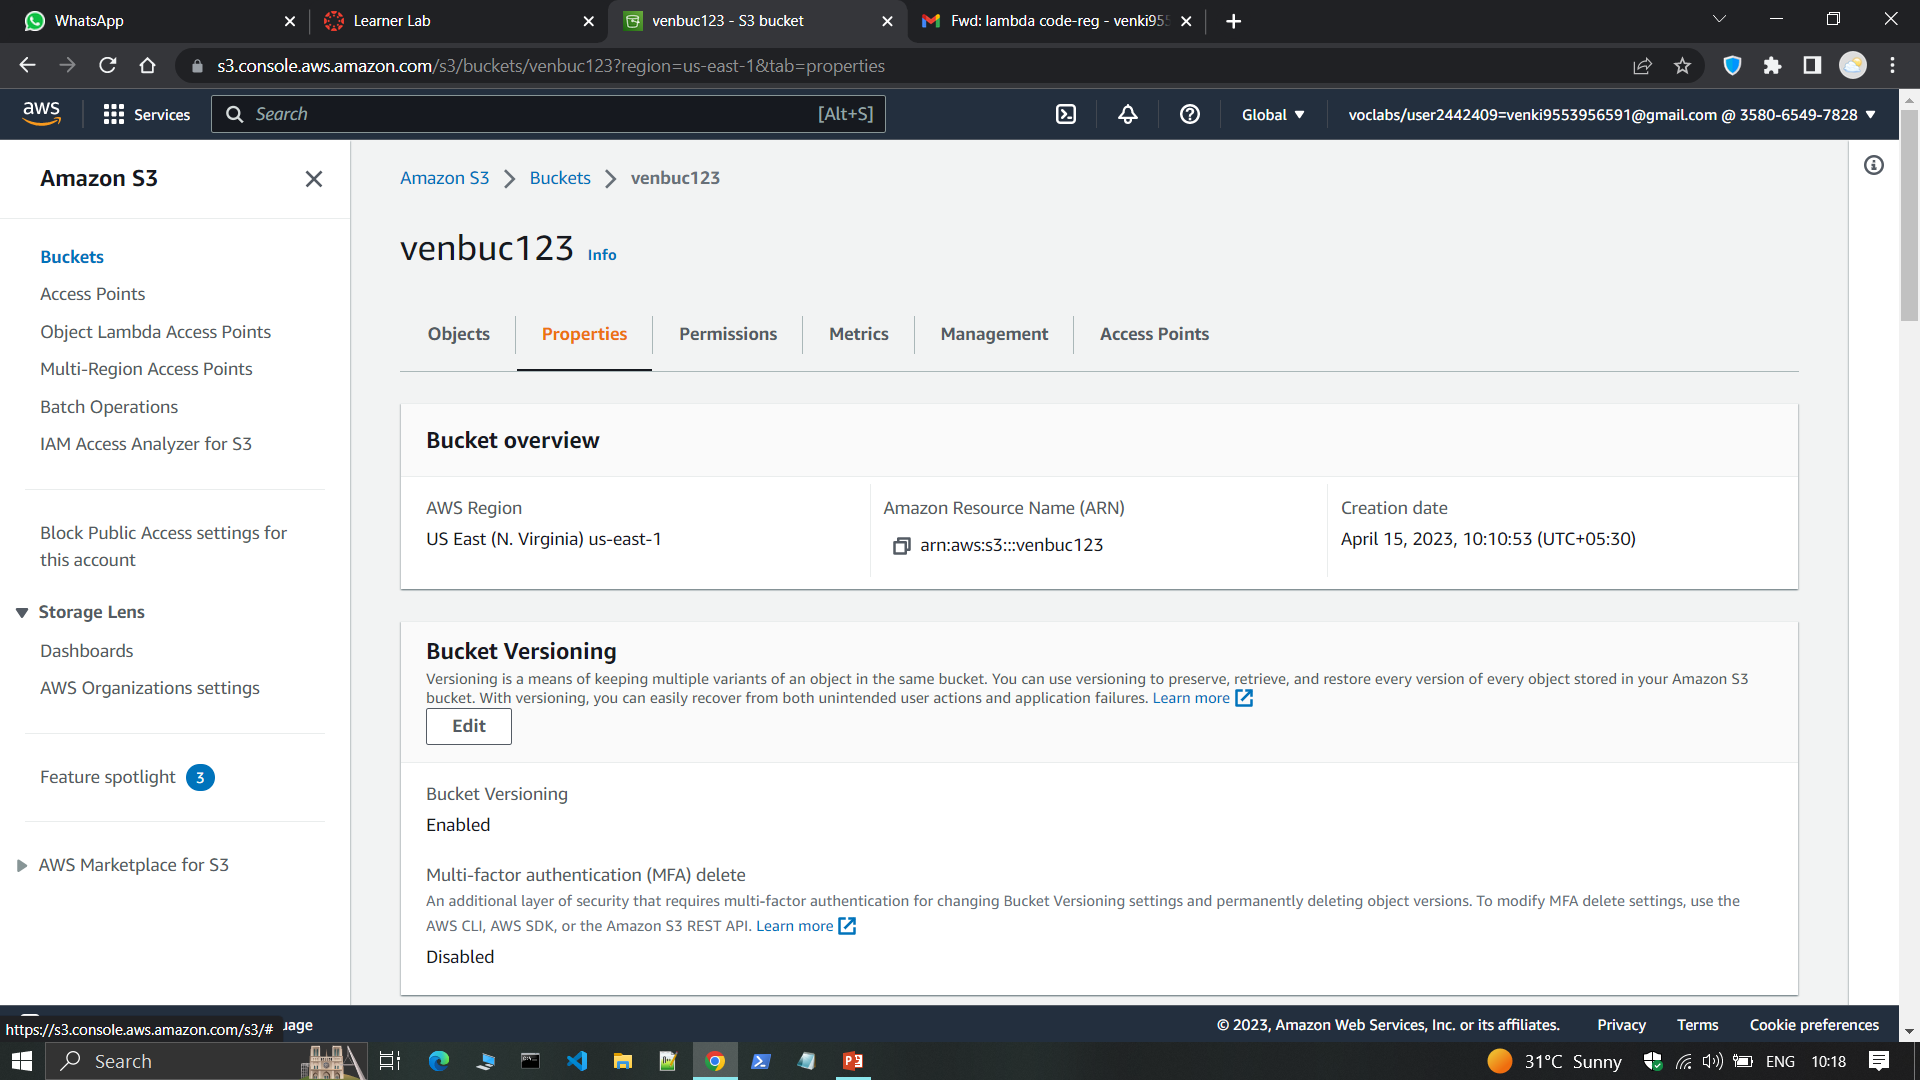 WhatsApp
Learner Lab
venbuc123 - S3 bucket
Fwd: lambda code-reg - venki955
s3.console.aws.amazon.com/s3/buckets/venbuc123?region=us-east-1&tab=properties
aws
Services
Search
[Alt+S]
Global
voclabs/user2442409=venki9553956591@gmail.com @ 3580-6549-7828
Amazon S3
Buckets
Access Points
Object Lambda Access Points
Multi-Region Access Points
Batch Operations
IAM Access Analyzer for S3
Block Public Access settings for
this account
Storage Lens
Dashboards
AWS Organizations settings
Feature spotlight 3
AWS Marketplace for S3
Amazon S3 > Buckets > venbuc123
venbuc123 Info
Objects
Properties
Permissions
Metrics
Management
Access Points
Bucket overview
AWS Region
US East (N. Virginia) us-east-1
Amazon Resource Name (ARN)
arn:aws:s3:::venbuc123
Creation date
April 15, 2023, 10:10:53 (UTC+05:30)
Bucket Versioning
Versioning is a means of keeping multiple variants of an object in the same bucket. You can use versioning to preserve, retrieve, and restore every version of every object stored in your Amazon S3
bucket. With versioning, you can easily recover from both unintended user actions and application failures. Learn more
Edit
Bucket Versioning
Enabled
Multi-factor authentication (MFA) delete
An additional layer of security that requires multi-factor authentication for changing Bucket Versioning settings and permanently deleting object versions. To modify MFA delete settings, use the
AWS CLI, AWS SDK, or the Amazon S3 REST API. Learn more
Disabled
https://s3.console.aws.amazon.com/s3/#
uage
© 2023, Amazon Web Services, Inc. or its affiliates.
Privacy
Terms
Cookie preferences
Search
31°C Sunny
ENG
10:18